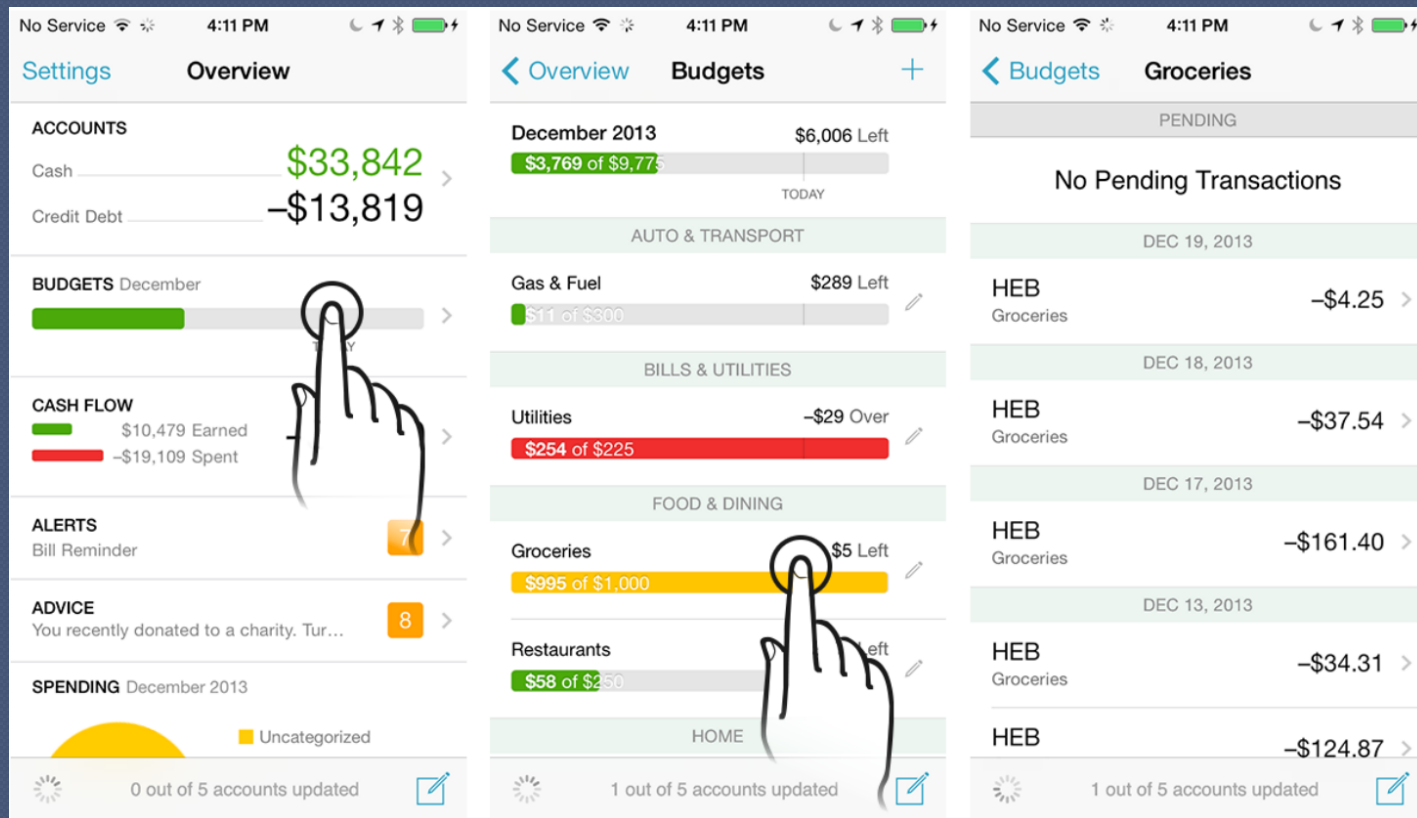 No Service 4:11 PM
Settings Overview
ACCOUNTS
Cash $33,842
Credit Debt –$13,819
BUDGETS December
CASH FLOW
$10,479 Earned
–$19,109 Spent
ALERTS
Bill Reminder
7
ADVICE
You recently donated to a charity. Tur...
8
SPENDING December 2013
Uncategorized
0 out of 5 accounts updated
No Service 4:11 PM
Overview Budgets +
December 2013 $6,006 Left
$3,769 of $9,775
TODAY
AUTO & TRANSPORT
Gas & Fuel $289 Left
$11 of $300
BILLS & UTILITIES
Utilities –$29 Over
$254 of $225
FOOD & DINING
Groceries $5 Left
$995 of $1,000
Restaurants Left
$58 of $250
HOME
1 out of 5 accounts updated
No Service 4:11 PM
Budgets Groceries
PENDING
No Pending Transactions
DEC 19, 2013
HEB
Groceries
–$4.25
DEC 18, 2013
HEB
Groceries
–$37.54
DEC 17, 2013
HEB
Groceries
–$161.40
DEC 13, 2013
HEB
Groceries
–$34.31
HEB
–$124.87
1 out of 5 accounts updated